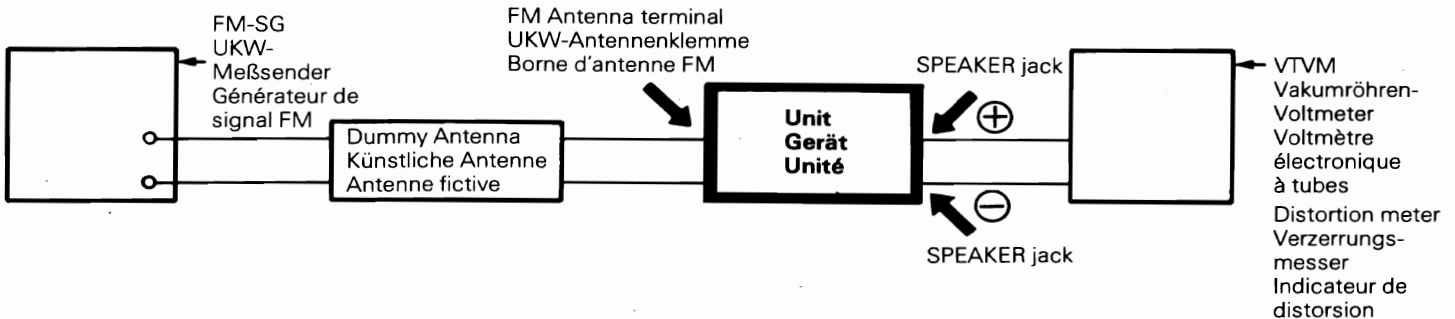 FM-SG
UKW-
Meßsender
Générateur de
signal FM
Dummy Antenna
Künstliche Antenne
Antenne fictive
FM Antenna terminal
UKW-Antennenklemme
Borne d'antenne FM
Unit
Gerät
Unité
SPEAKER jack
⊕
⊖
SPEAKER jack
VTVM
Vakumröhren-
Voltmeter
Voltmètre
électronique
à tubes
Distortion meter
Verzerrungs-
messer
Indicateur de
distorsion